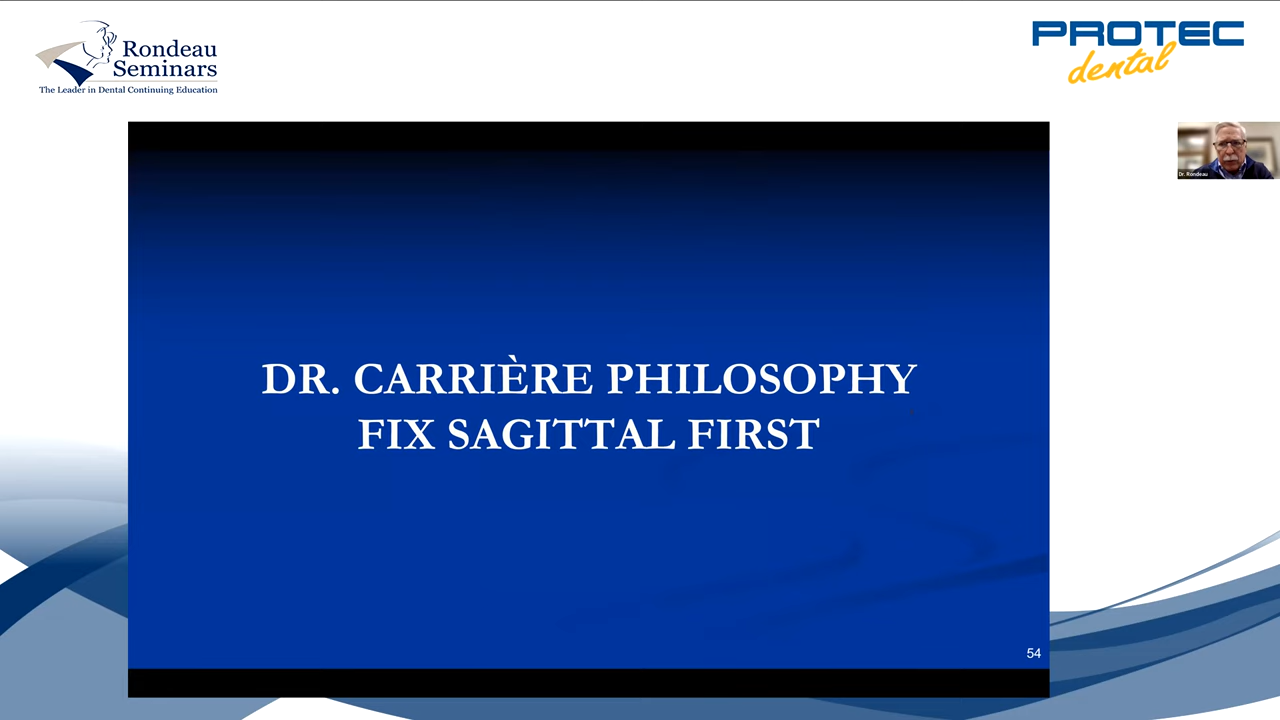 Rondeau
Seminars
The Leader in Dental Continuing Education
PROTEC
dental
Dr. Rondeau
DR. CARRIÈRE PHILOSOPHY
FIX SAGITTAL FIRST
54